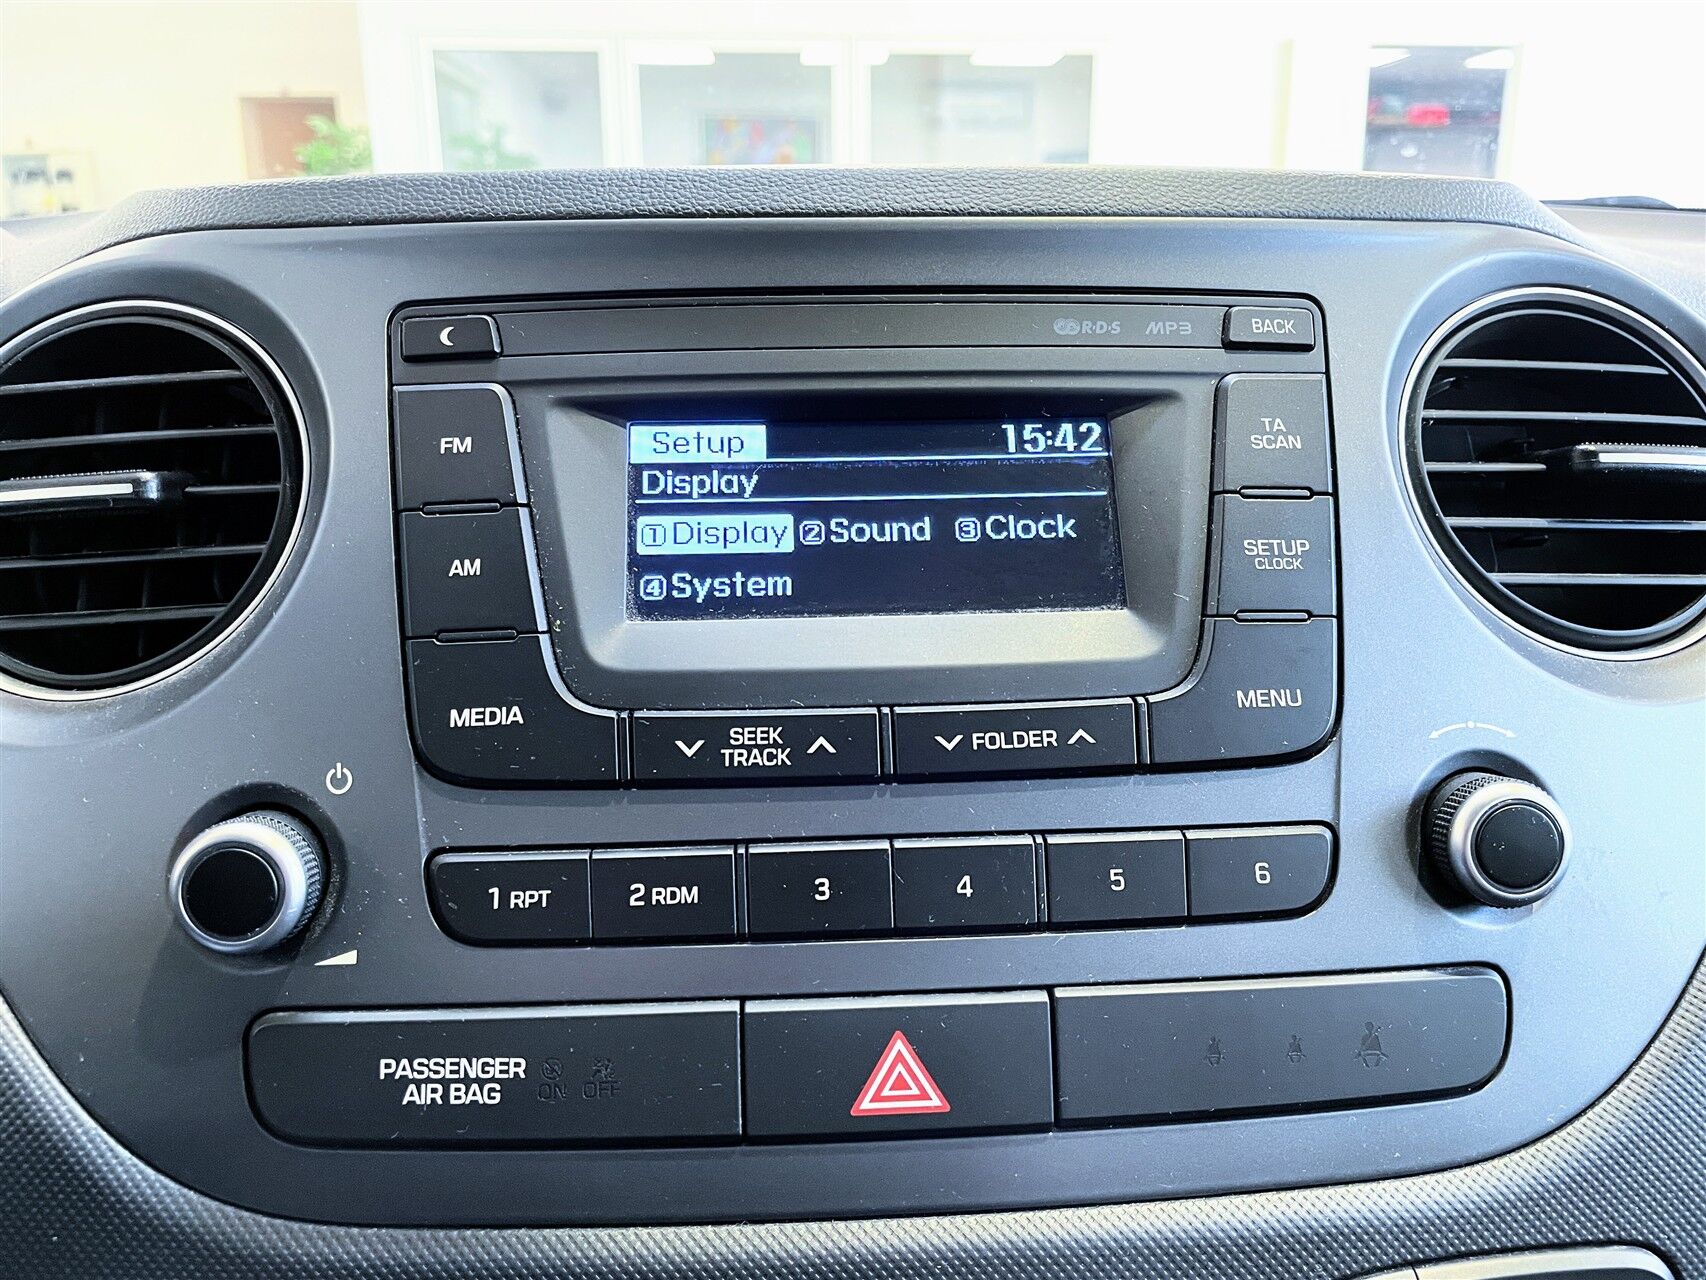 R·D·S MP3 BACK
FM
AM
MEDIA
Setup 15:42
Display
1Display 2Sound 3Clock
4System
TA
SCAN
SETUP
CLOCK
MENU
SEEK
TRACK
FOLDER
1 RPT 2 RDM 3 4 5 6
PASSENGER
AIR BAG ON OFF